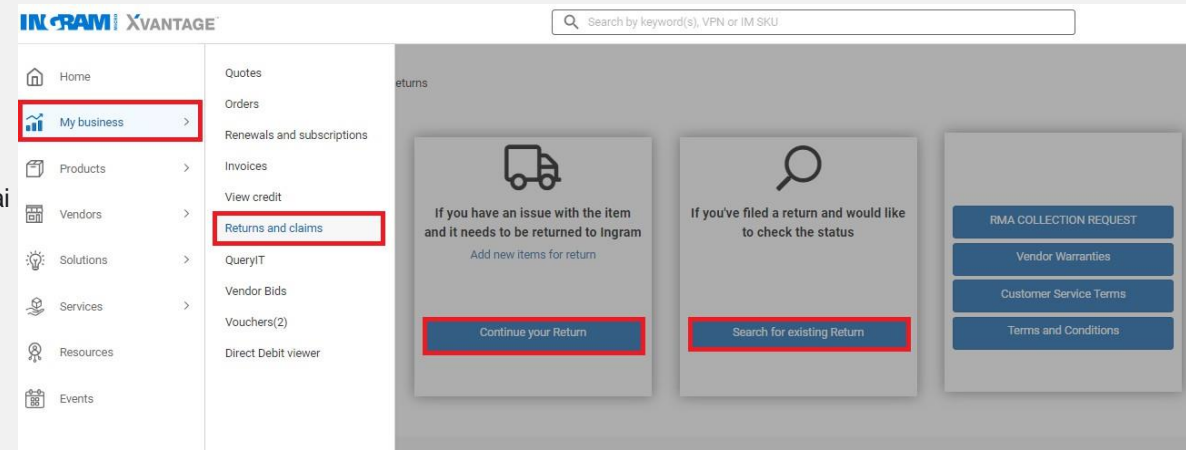 INGRAM MICRO XVANTAGE
Search by keyword(s), VPN or IM SKU
Home
My business
Products
Vendors
Solutions
Services
Resources
Events
Quotes
Orders
Renewals and subscriptions
Invoices
View credit
Returns and claims
QueryIT
Vendor Bids
Vouchers(2)
Direct Debit viewer
eturns
If you have an issue with the item
and it needs to be returned to Ingram
Add new items for return
Continue your Return
If you've filed a return and would like
to check the status
Search for existing Return
RMA COLLECTION REQUEST
Vendor Warranties
Customer Service Terms
Terms and Conditions